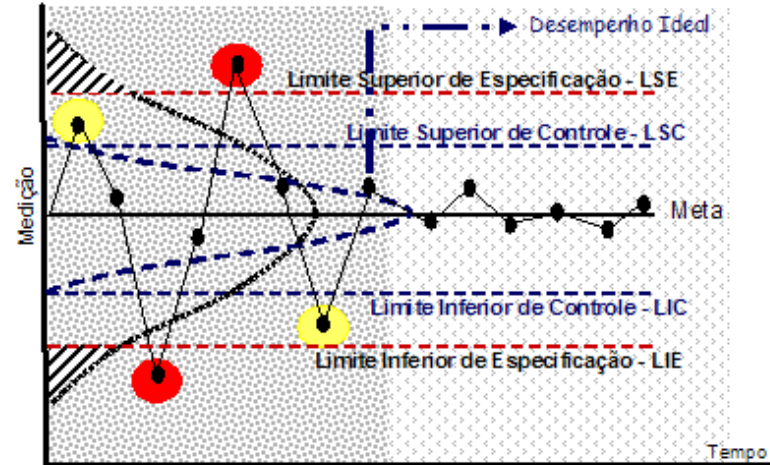 Desempenho Ideal
Limite Superior de Especificação - LSE
Limite Superior de Controle - LSC
Medição
Meta
Limite Inferior de Controle - LIC
Limite Inferior de Especificação - LIE
Tempo